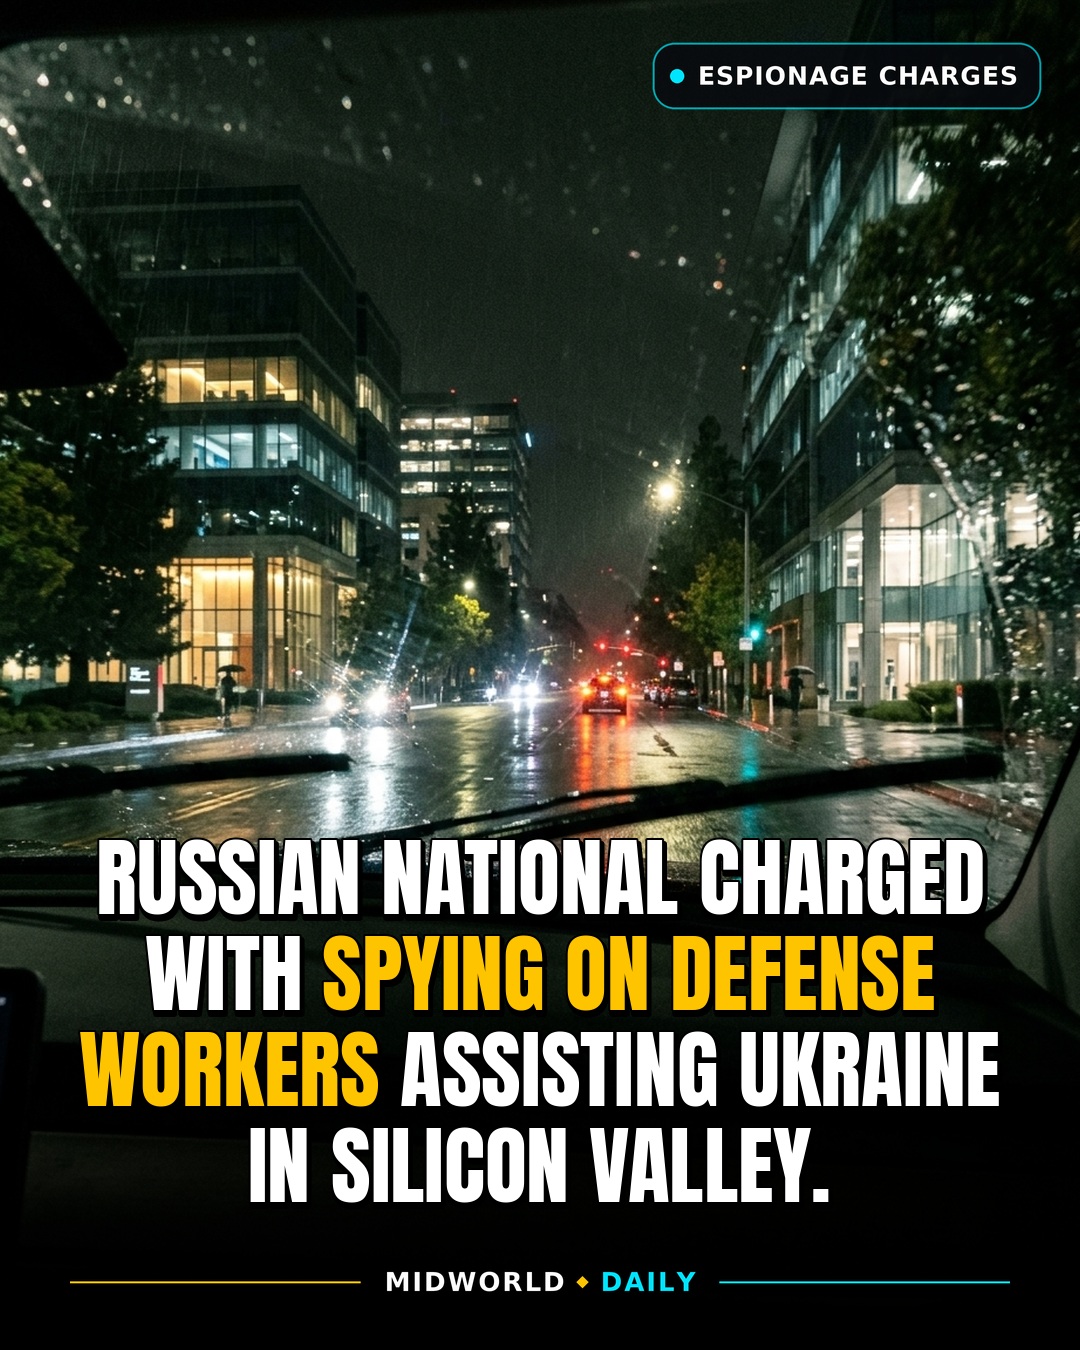 ESPIONAGE CHARGES
RUSSIAN NATIONAL CHARGED
WITH SPYING ON DEFENSE
WORKERS ASSISTING UKRAINE
IN SILICON VALLEY.
MIDWORLD DAILY